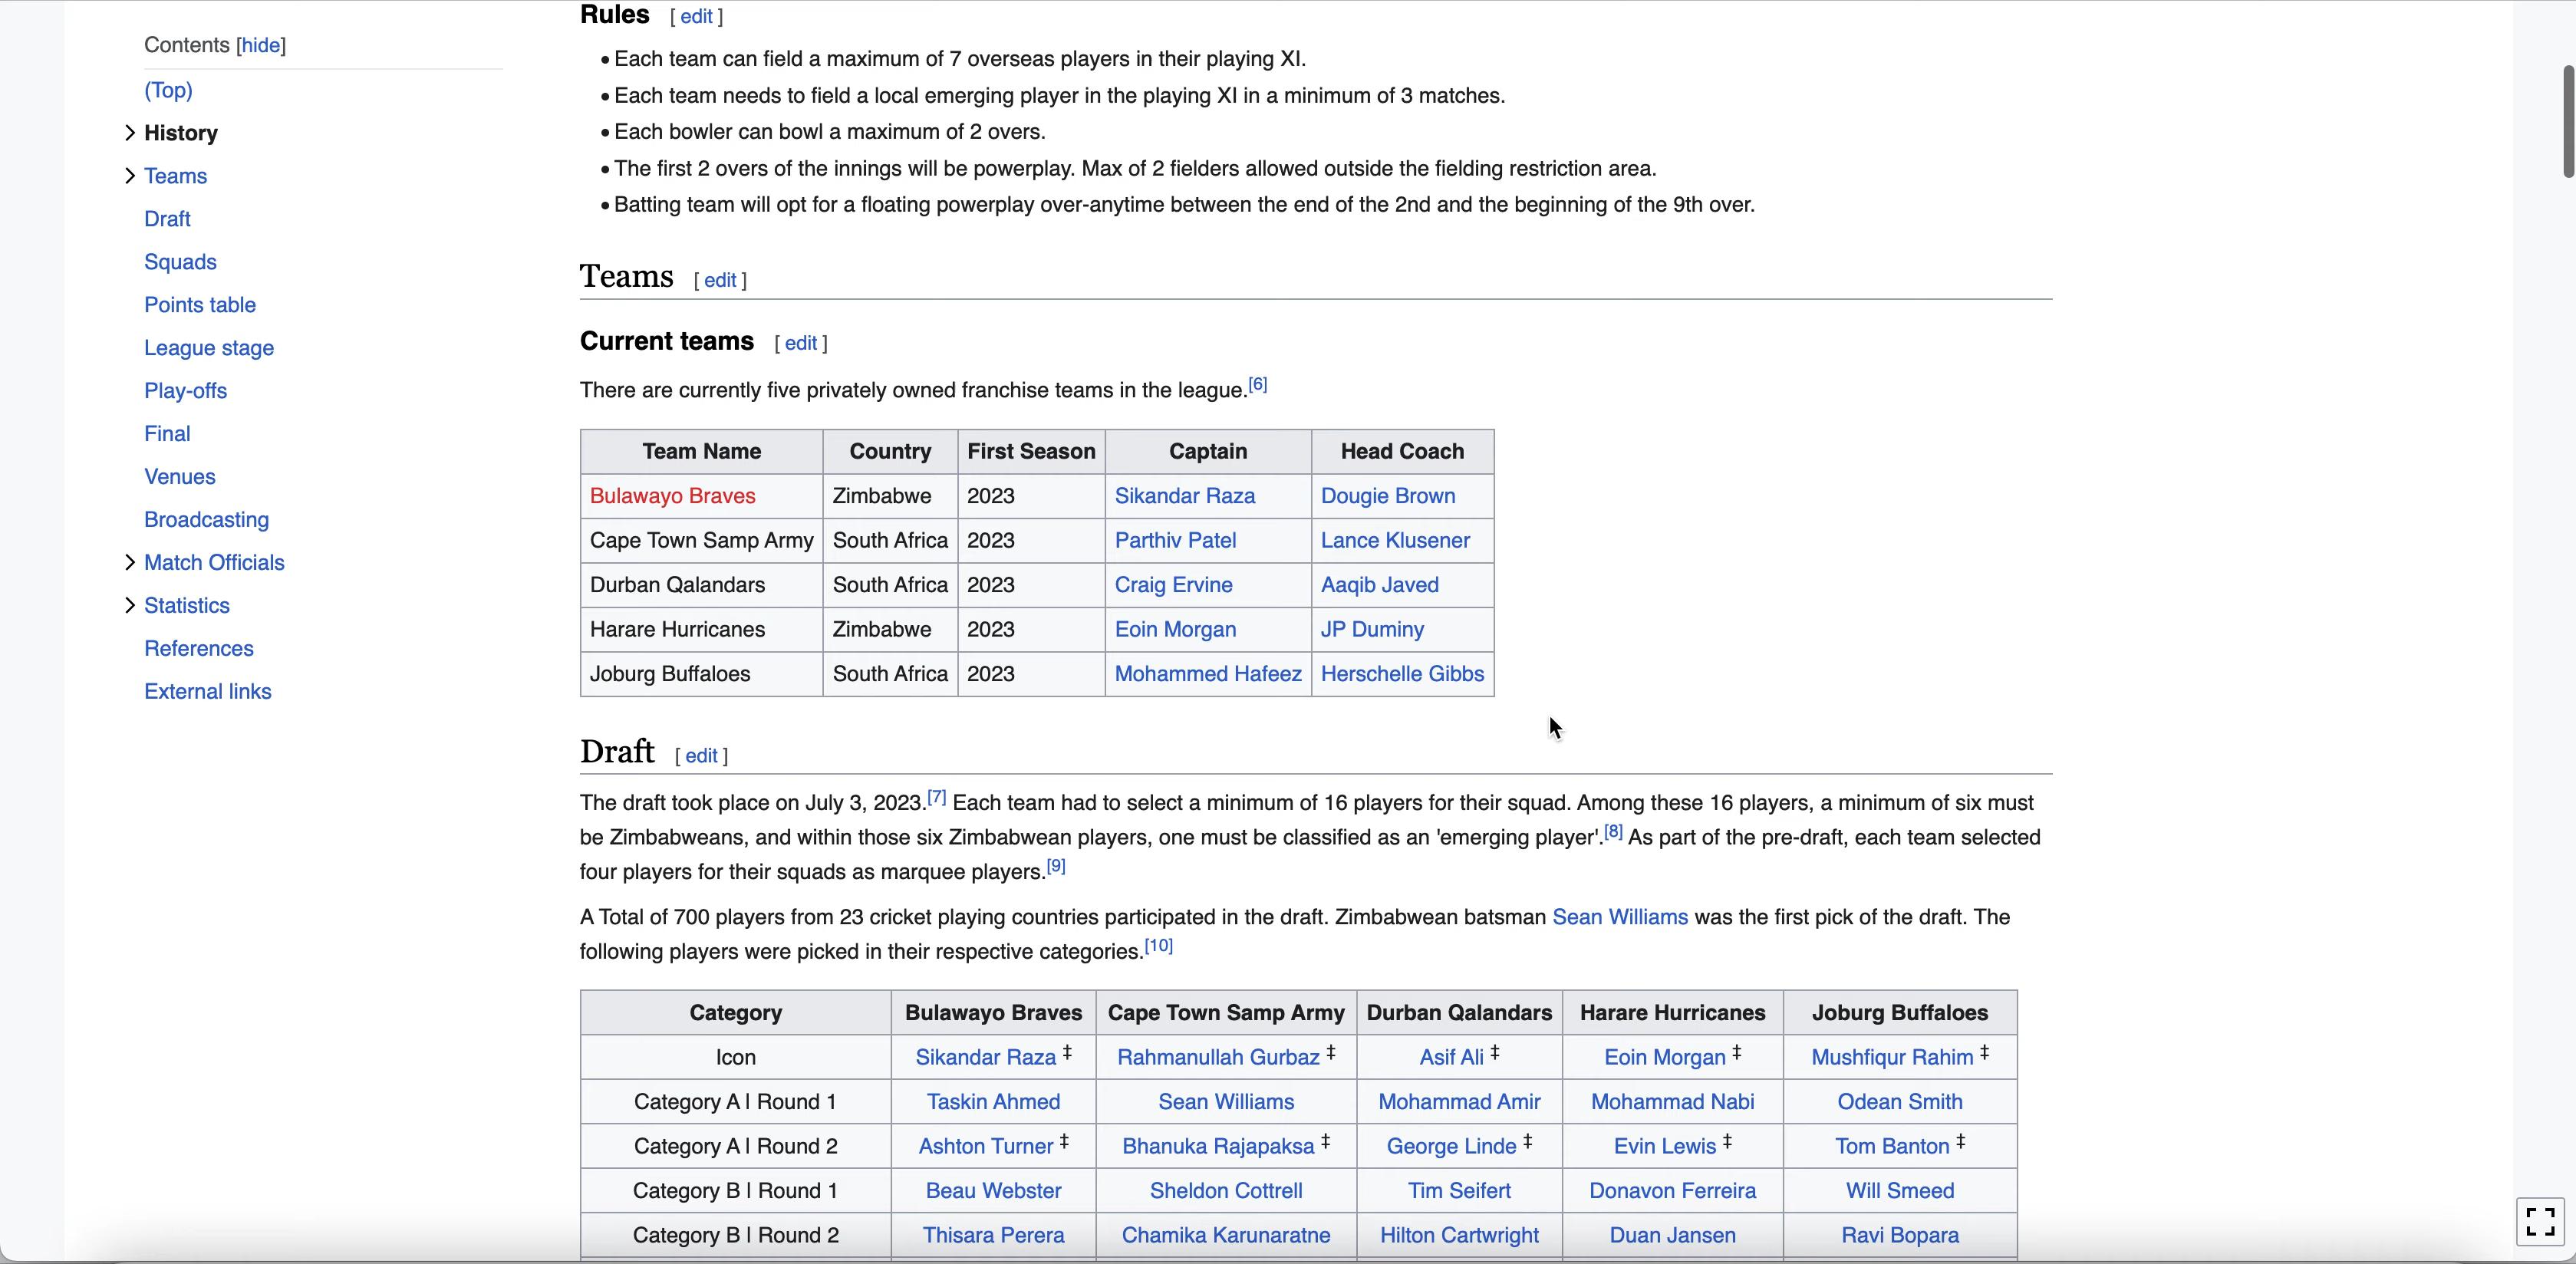 Contents [hide]
(Top)
History
Teams
Draft
Squads
Points table
League stage
Play-offs
Final
Venues
Broadcasting
Match Officials
Statistics
References
External links
Rules [ edit ]
• Each team can field a maximum of 7 overseas players in their playing XI.
• Each team needs to field a local emerging player in the playing XI in a minimum of 3 matches.
• Each bowler can bowl a maximum of 2 overs.
• The first 2 overs of the innings will be powerplay. Max of 2 fielders allowed outside the fielding restriction area.
• Batting team will opt for a floating powerplay over-anytime between the end of the 2nd and the beginning of the 9th over.
Teams [ edit ]
Current teams [ edit ]
There are currently five privately owned franchise teams in the league.[6]
Team Name Country First Season Captain Head Coach
Bulawayo Braves Zimbabwe 2023 Sikandar Raza Dougie Brown
Cape Town Samp Army South Africa 2023 Parthiv Patel Lance Klusener
Durban Qalandars South Africa 2023 Craig Ervine Aaqib Javed
Harare Hurricanes Zimbabwe 2023 Eoin Morgan JP Duminy
Joburg Buffaloes South Africa 2023 Mohammed Hafeez Herschelle Gibbs
Draft [ edit ]
The draft took place on July 3, 2023.[7] Each team had to select a minimum of 16 players for their squad. Among these 16 players, a minimum of six must
be Zimbabweans, and within those six Zimbabwean players, one must be classified as an 'emerging player'.[8] As part of the pre-draft, each team selected
four players for their squads as marquee players.[9]
A Total of 700 players from 23 cricket playing countries participated in the draft. Zimbabwean batsman Sean Williams was the first pick of the draft. The
following players were picked in their respective categories.[10]
Category Bulawayo Braves Cape Town Samp Army Durban Qalandars Harare Hurricanes Joburg Buffaloes
Icon Sikandar Raza ‡ Rahmanullah Gurbaz ‡ Asif Ali ‡ Eoin Morgan ‡ Mushfiqur Rahim ‡
Category A | Round 1 Taskin Ahmed Sean Williams Mohammad Amir Mohammad Nabi Odean Smith
Category A | Round 2 Ashton Turner ‡ Bhanuka Rajapaksa ‡ George Linde ‡ Evin Lewis ‡ Tom Banton ‡
Category B | Round 1 Beau Webster Sheldon Cottrell Tim Seifert Donavon Ferreira Will Smeed
Category B | Round 2 Thisara Perera Chamika Karunaratne Hilton Cartwright Duan Jansen Ravi Bopara